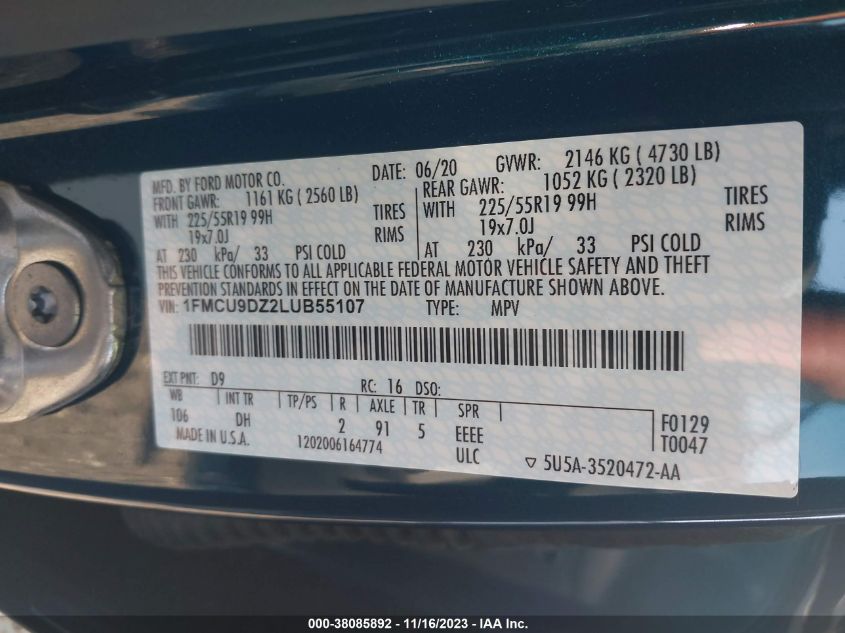 MFD. BY FORD MOTOR CO. DATE: 06/20 GVWR: 2146 KG ( 4730 LB)
FRONT GAWR: 1161 KG ( 2560 LB) REAR GAWR: 1052 KG ( 2320 LB)
WITH 225/55R19 99H TIRES WITH 225/55R19 99H TIRES
19x7.0J RIMS 19x7.0J RIMS
AT 230 kPa/ 33 PSI COLD AT 230 kPa/ 33 PSI COLD
THIS VEHICLE CONFORMS TO ALL APPLICABLE FEDERAL MOTOR VEHICLE SAFETY AND THEFT
PREVENTION STANDARDS IN EFFECT ON THE DATE OF MANUFACTURE SHOWN ABOVE.
VIN: 1FMCU9DZ2LUB55107 TYPE: MPV
EXT PNT: D9 RC: 16 DSO:
WB INT TR TP/PS R AXLE TR SPR F0129
106 DH 2 91 5 EEEE T0047
MADE IN U.S.A. 1202006164774 ULC ▽ 5U5A-3520472-AA
000-38085892 / 11/16/2023 - IAA Inc.